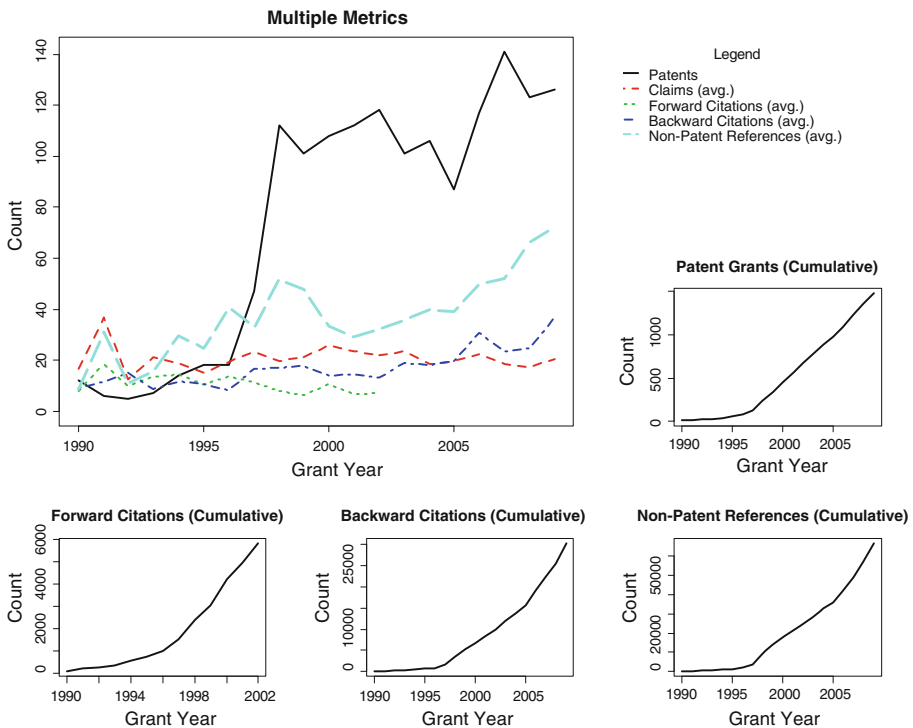 Multiple Metrics
140
120
100
80
60
40
20
0
Count
1990 1995 2000 2005
Grant Year
Legend
Patents
Claims (avg.)
Forward Citations (avg.)
Backward Citations (avg.)
Non-Patent References (avg.)
Patent Grants (Cumulative)
1000
500
0
Count
1990 1995 2000 2005
Grant Year
Forward Citations (Cumulative)
6000
4000
2000
0
Count
1990 1994 1998 2002
Grant Year
Backward Citations (Cumulative)
25000
10000
0
Count
1990 1995 2000 2005
Grant Year
Non-Patent References (Cumulative)
50000
20000
0
Count
1990 1995 2000 2005
Grant Year